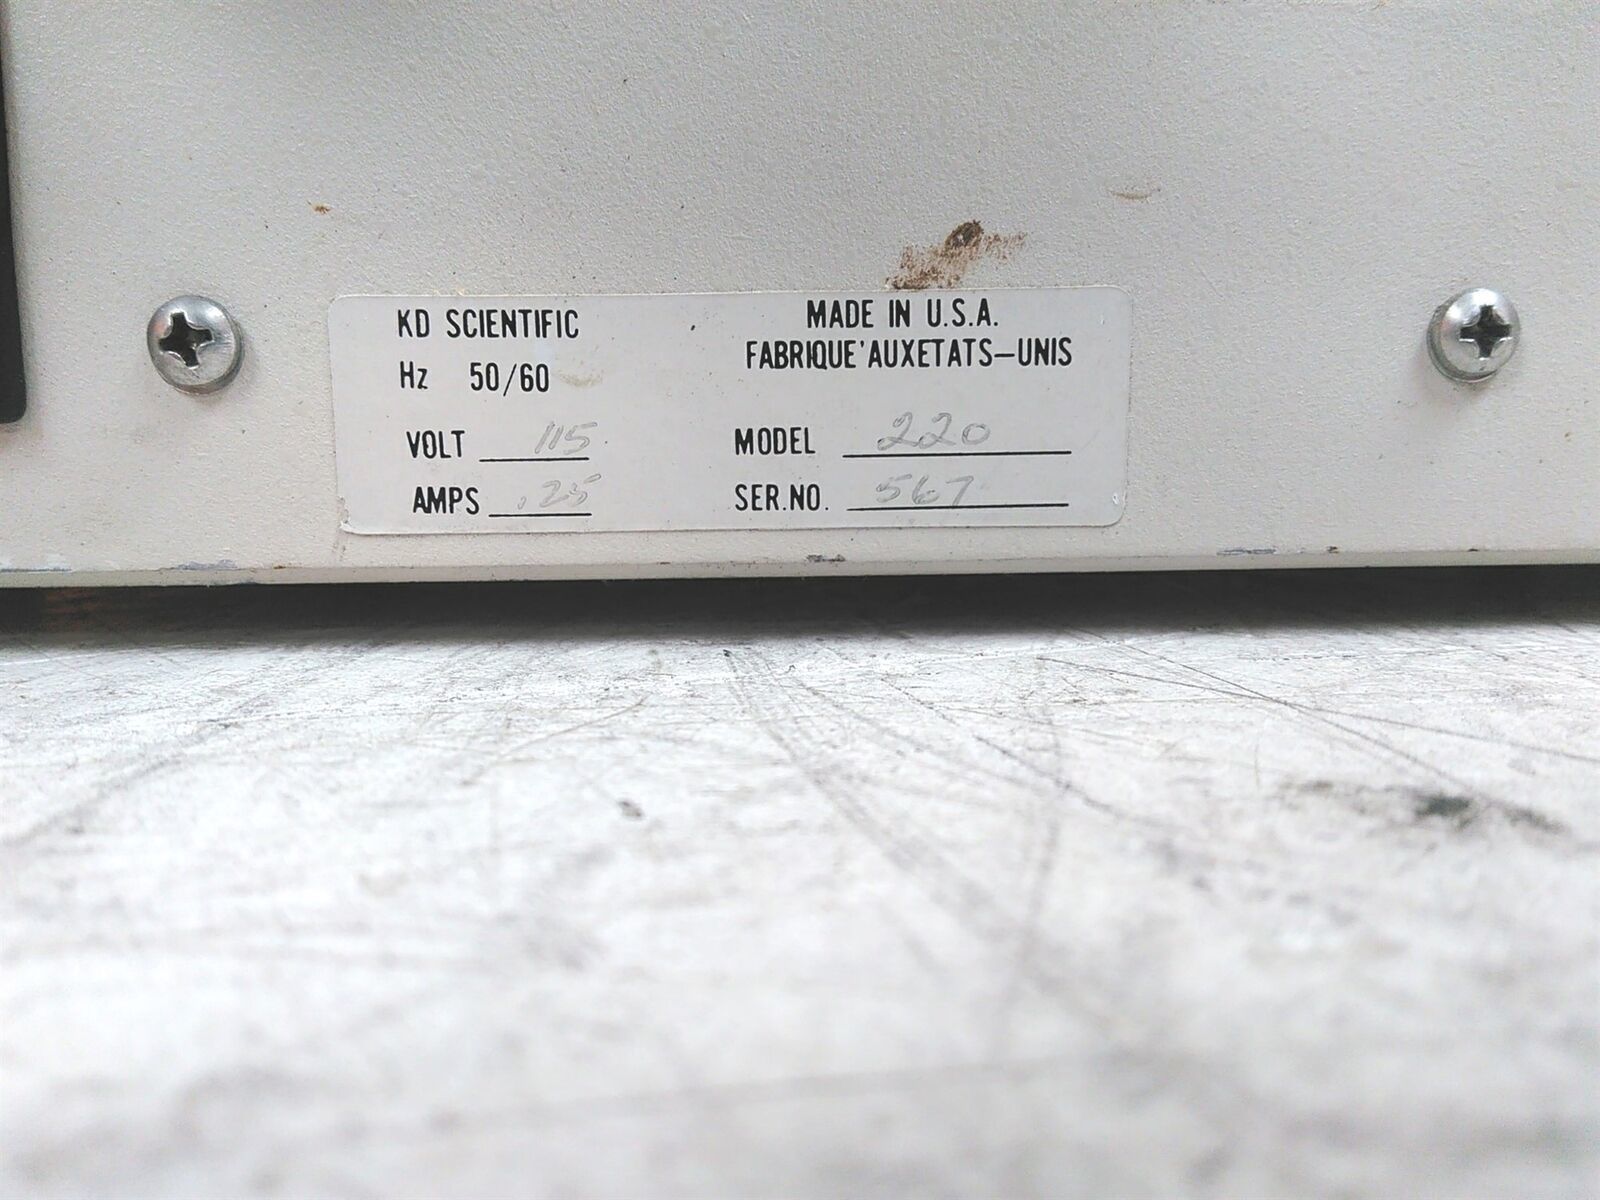 KD SCIENTIFIC
Hz 50/60
VOLT 115
AMPS .25
MADE IN U.S.A.
FABRIQUE'AUXETATS-UNIS
MODEL 220
SER.NO. 567